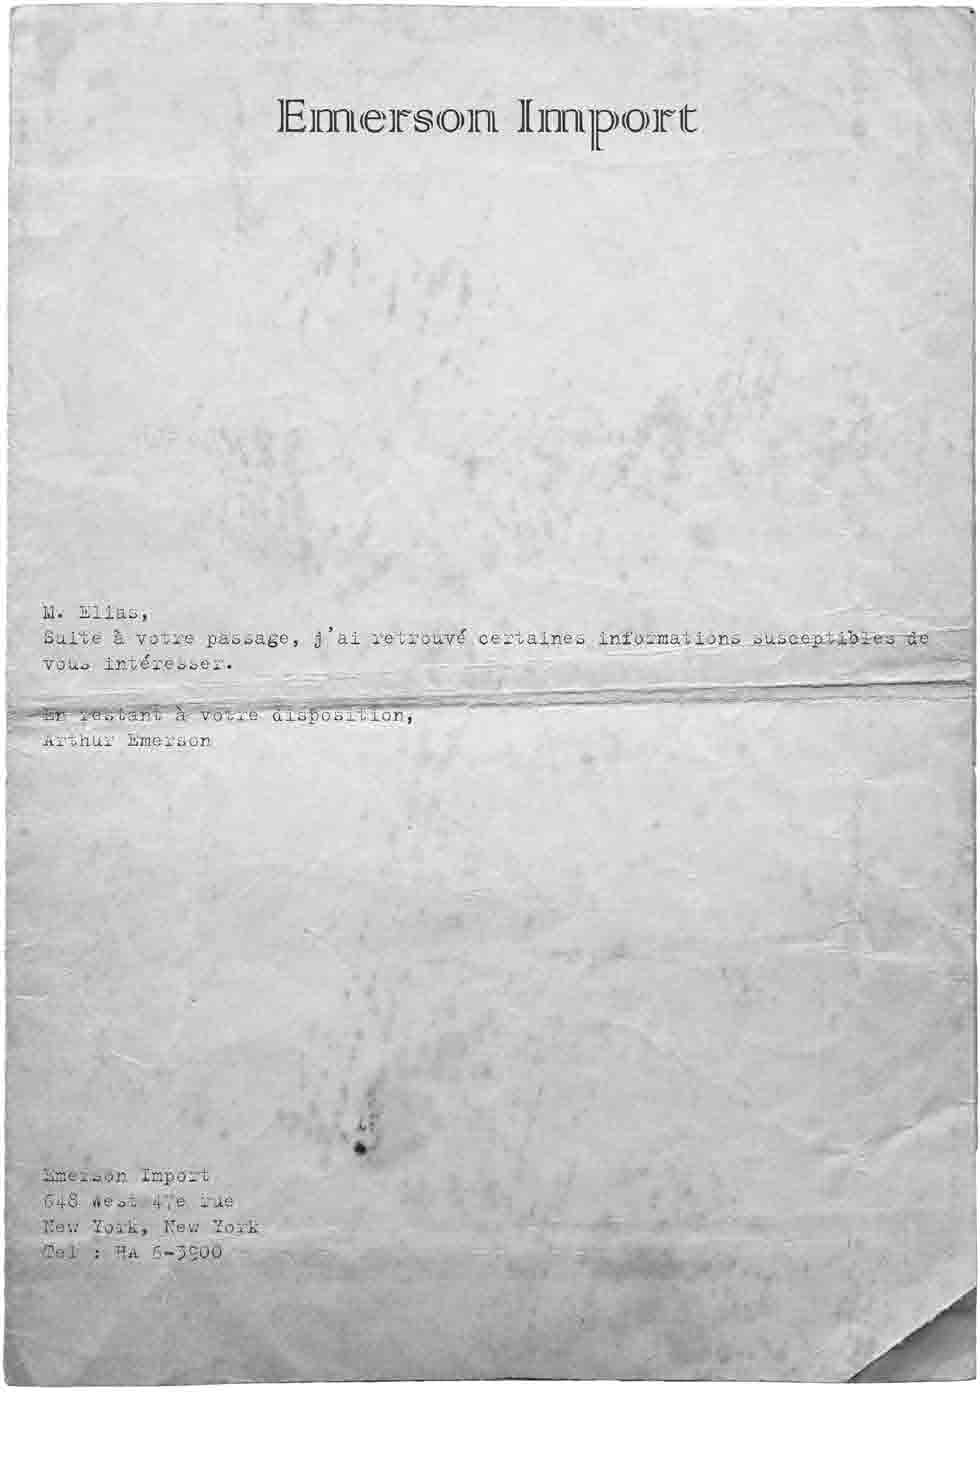 Emerson Import
M. Elias,
Suite à votre passage, j'ai retrouvé certaines informations susceptibles de
vous intéresser.
En restant à votre disposition,
Arthur Emerson
Emerson Import
648 West 47e rue
New York, New York
Tel : HA 6-3900